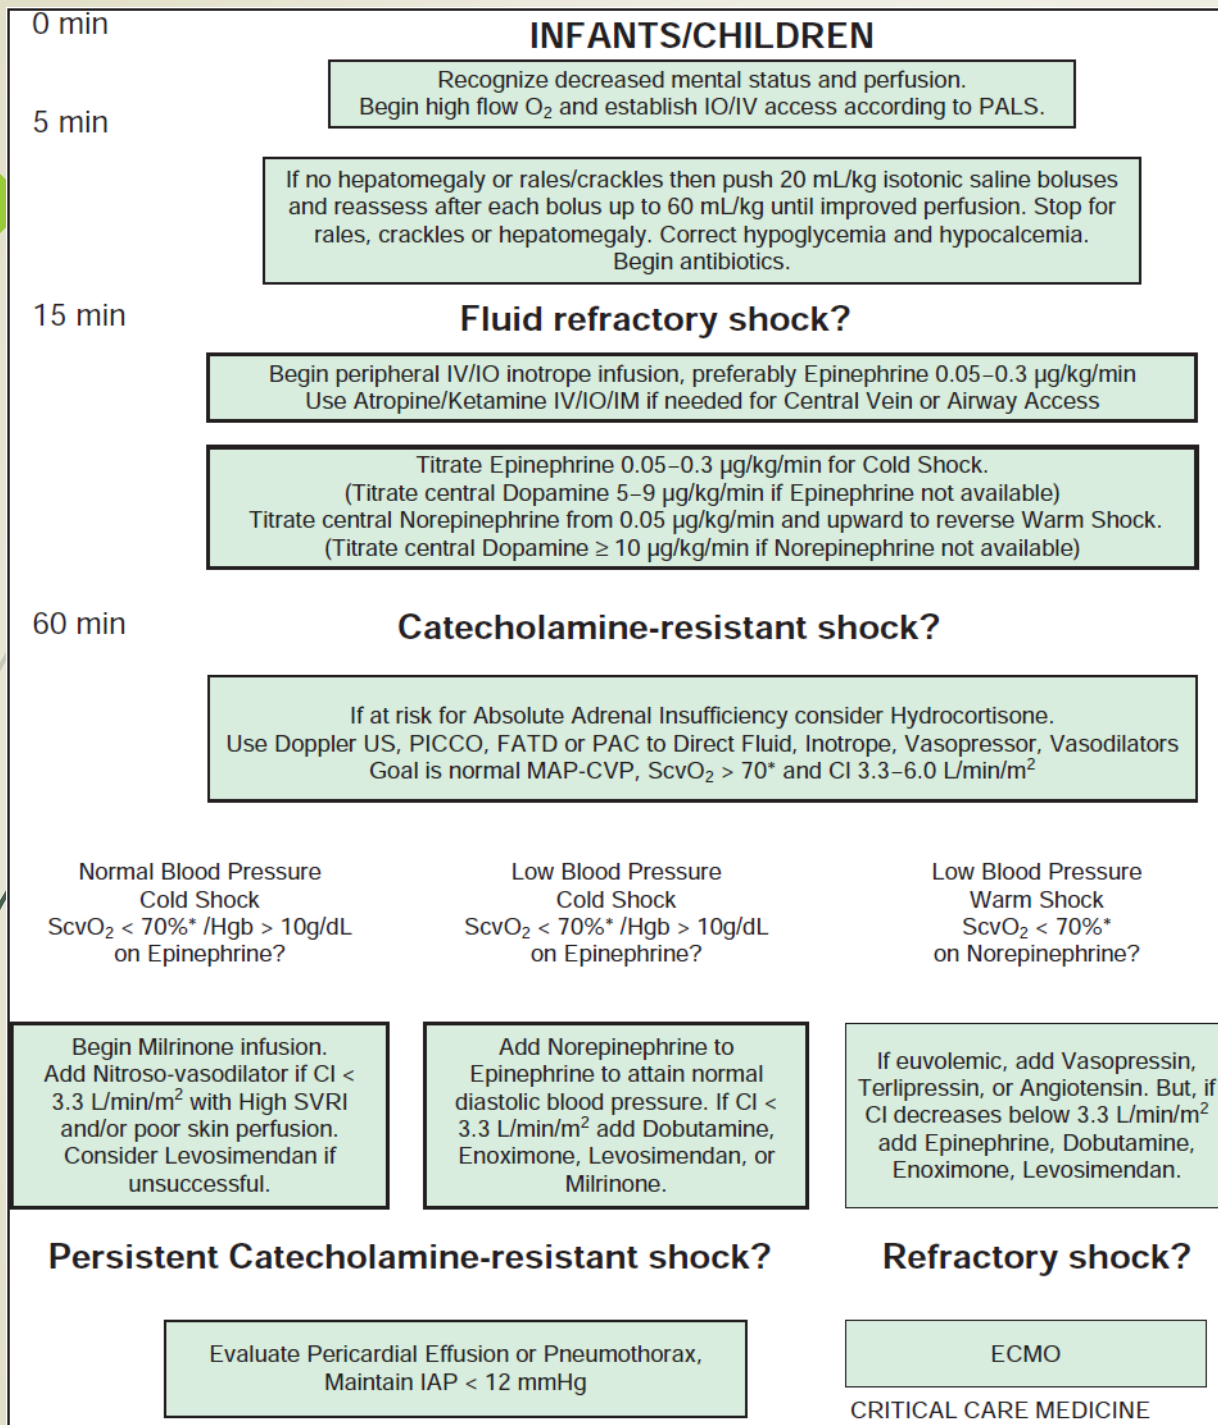 0 min
INFANTS/CHILDREN
Recognize decreased mental status and perfusion.
Begin high flow O₂ and establish IO/IV access according to PALS.
5 min
If no hepatomegaly or rales/crackles then push 20 mL/kg isotonic saline boluses
and reassess after each bolus up to 60 mL/kg until improved perfusion. Stop for
rales, crackles or hepatomegaly. Correct hypoglycemia and hypocalcemia.
Begin antibiotics.
15 min
Fluid refractory shock?
Begin peripheral IV/IO inotrope infusion, preferably Epinephrine 0.05–0.3 µg/kg/min
Use Atropine/Ketamine IV/IO/IM if needed for Central Vein or Airway Access
Titrate Epinephrine 0.05–0.3 µg/kg/min for Cold Shock.
(Titrate central Dopamine 5–9 µg/kg/min if Epinephrine not available)
Titrate central Norepinephrine from 0.05 µg/kg/min and upward to reverse Warm Shock.
(Titrate central Dopamine ≥ 10 µg/kg/min if Norepinephrine not available)
60 min
Catecholamine-resistant shock?
If at risk for Absolute Adrenal Insufficiency consider Hydrocortisone.
Use Doppler US, PICCO, FATD or PAC to Direct Fluid, Inotrope, Vasopressor, Vasodilators
Goal is normal MAP-CVP, ScvO₂ > 70* and CI 3.3–6.0 L/min/m²
Normal Blood Pressure
Cold Shock
ScvO₂ < 70%* /Hgb > 10g/dL
on Epinephrine?
Low Blood Pressure
Cold Shock
ScvO₂ < 70%* /Hgb > 10g/dL
on Epinephrine?
Low Blood Pressure
Warm Shock
ScvO₂ < 70%*
on Norepinephrine?
Begin Milrinone infusion.
Add Nitroso-vasodilator if CI <
3.3 L/min/m² with High SVRI
and/or poor skin perfusion.
Consider Levosimendan if
unsuccessful.
Add Norepinephrine to
Epinephrine to attain normal
diastolic blood pressure. If CI <
3.3 L/min/m² add Dobutamine,
Enoximone, Levosimendan, or
Milrinone.
If euvolemic, add Vasopressin,
Terlipressin, or Angiotensin. But, if
CI decreases below 3.3 L/min/m²
add Epinephrine, Dobutamine,
Enoximone, Levosimendan.
Persistent Catecholamine-resistant shock?
Refractory shock?
Evaluate Pericardial Effusion or Pneumothorax,
Maintain IAP < 12 mmHg
ECMO
CRITICAL CARE MEDICINE